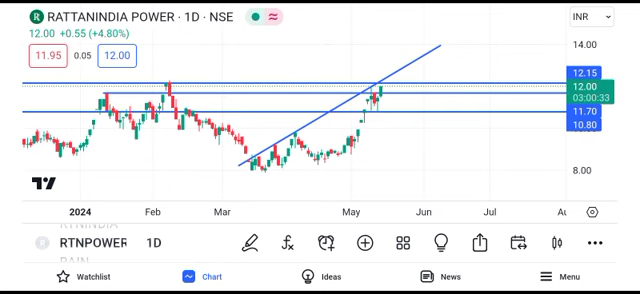 RATTANINDIA POWER · 1D · NSE
INR
12.00 +0.55 (+4.80%)
11.95 0.05 12.00
14.00
12.15
12.00
03:00:33
11.70
10.80
8.00
2024 Feb Mar May Jun Jul
RTNPOWER 1D
Watchlist Chart Ideas News Menu